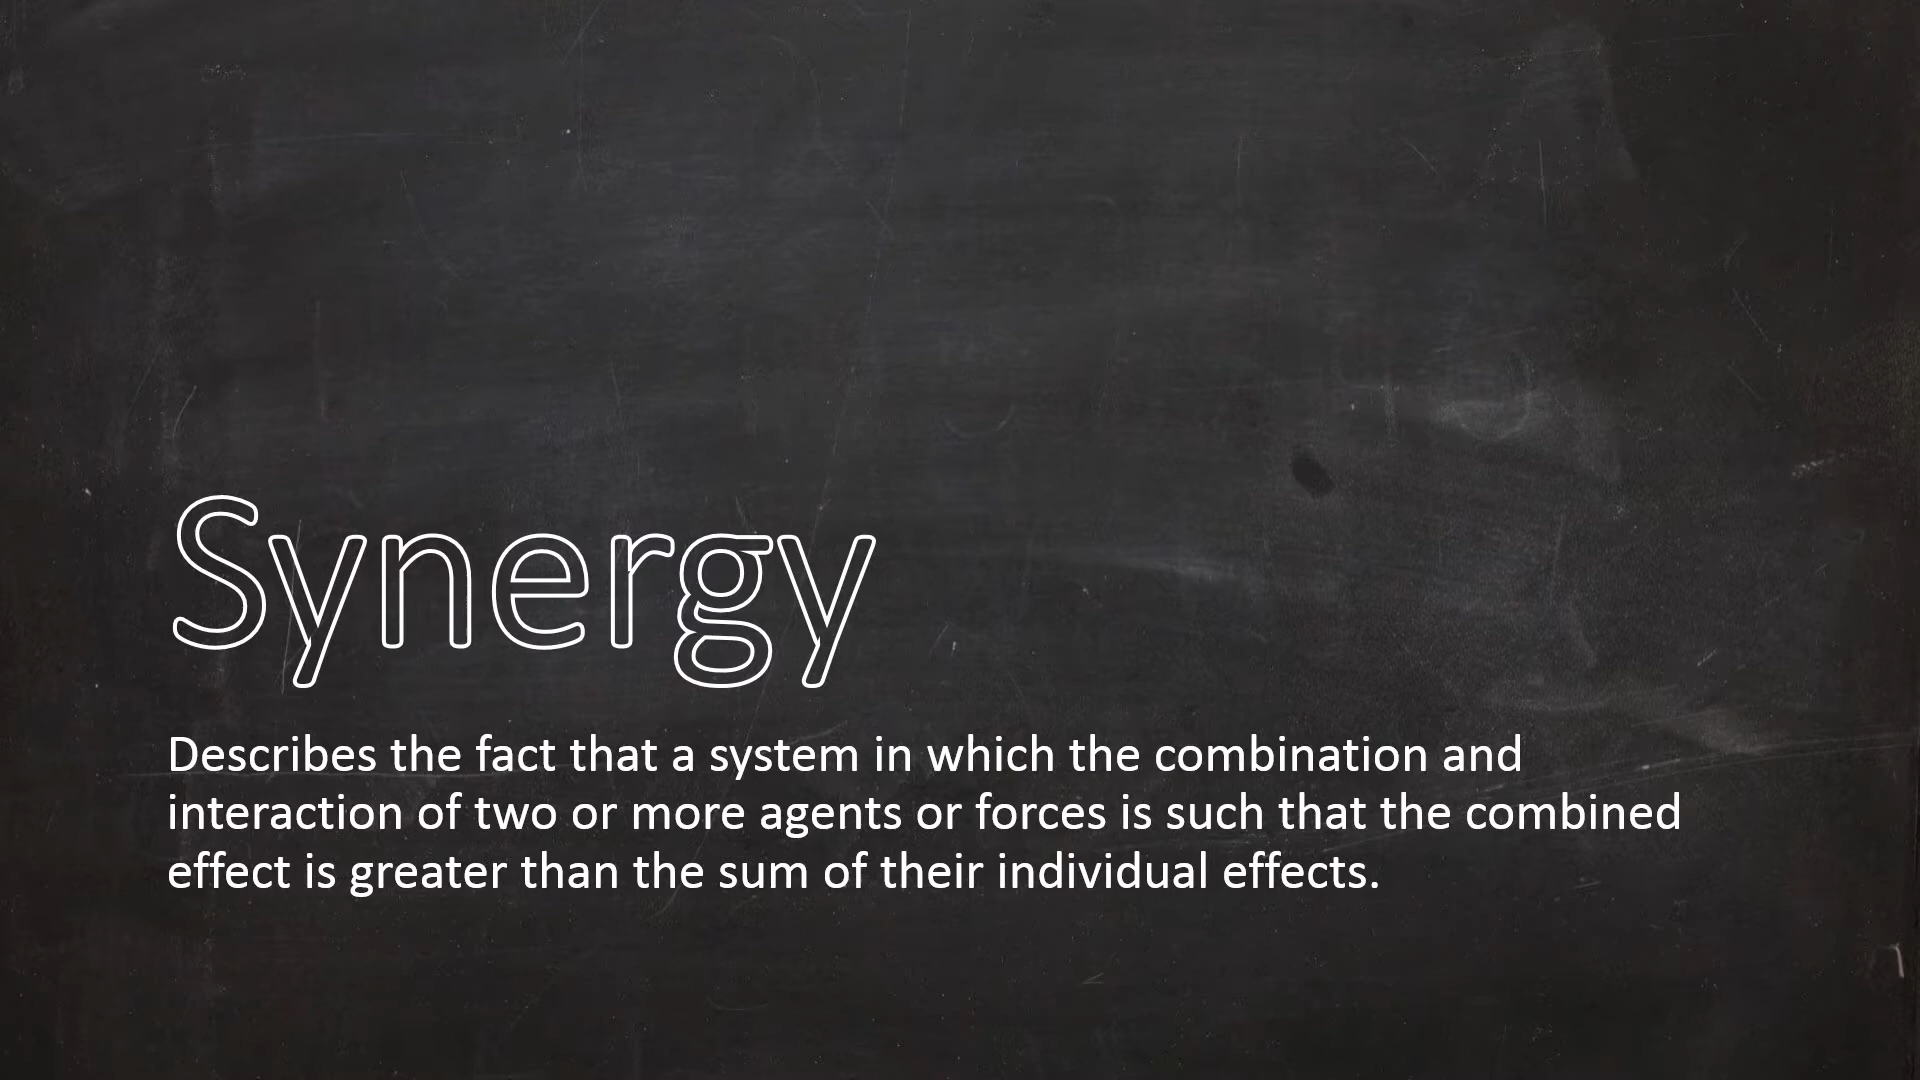 Synergy
Describes the fact that a system in which the combination and
interaction of two or more agents or forces is such that the combined
effect is greater than the sum of their individual effects.